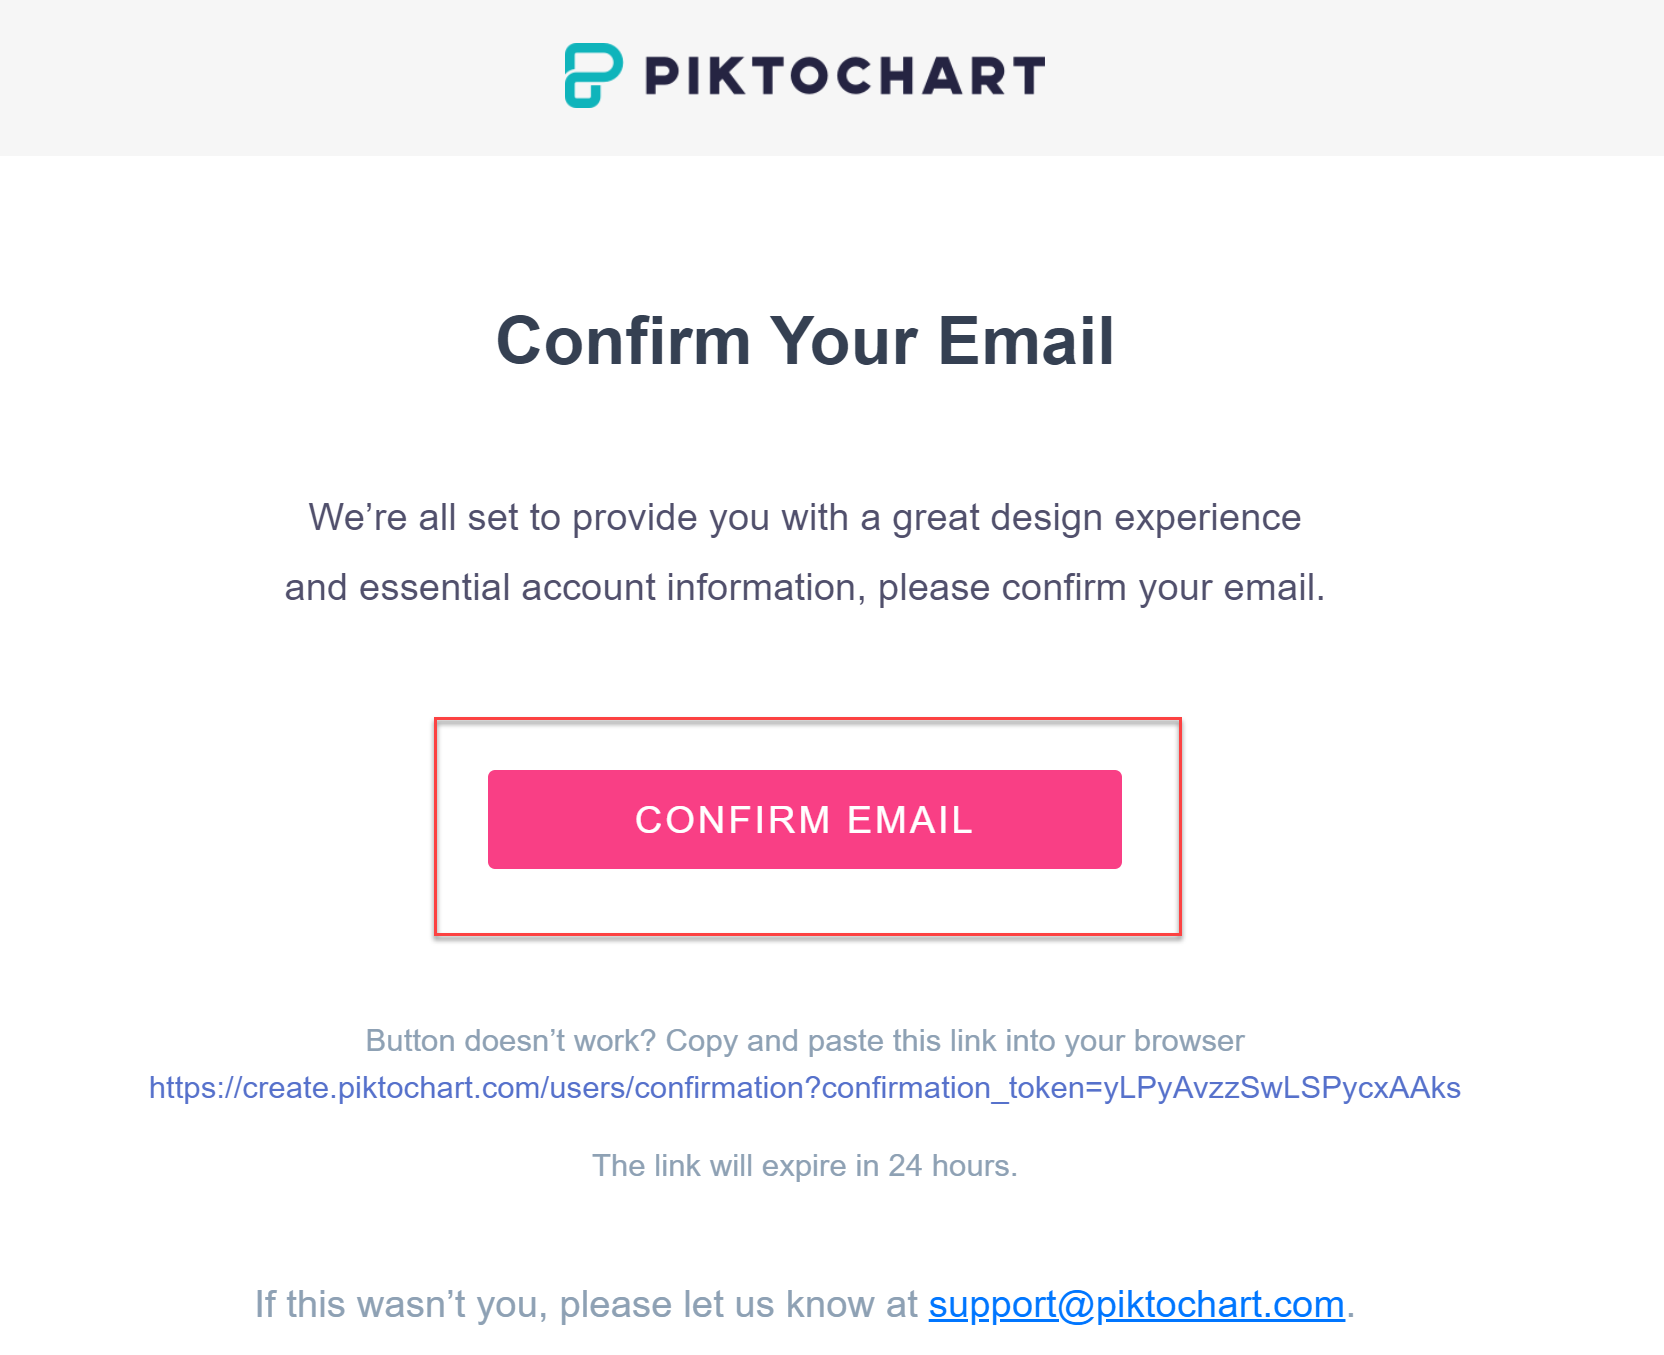 PIKTOCHART
Confirm Your Email
We’re all set to provide you with a great design experience
and essential account information, please confirm your email.
CONFIRM EMAIL
Button doesn’t work? Copy and paste this link into your browser
https://create.piktochart.com/users/confirmation?confirmation_token=yLPyAvzzSwLSPycxAAks
The link will expire in 24 hours.
If this wasn’t you, please let us know at support@piktochart.com.